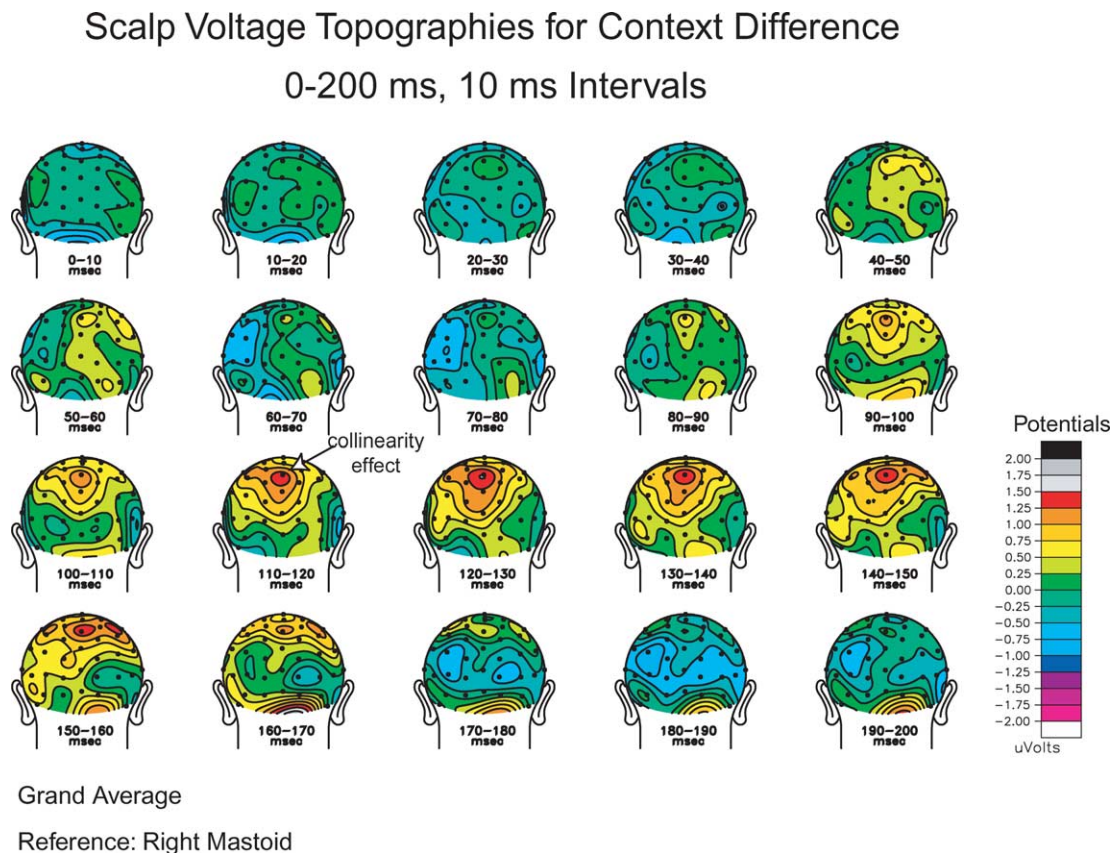 Scalp Voltage Topographies for Context Difference
0-200 ms, 10 ms Intervals
0–10
msec
10–20
msec
20–30
msec
30–40
msec
40–50
msec
50–60
msec
60–70
msec
70–80
msec
80–90
msec
90–100
msec
collinearity
effect
100–110
msec
110–120
msec
120–130
msec
130–140
msec
140–150
msec
150–160
msec
160–170
msec
170–180
msec
180–190
msec
190–200
msec
Potentials
2.00
1.75
1.50
1.25
1.00
0.75
0.50
0.25
0.00
−0.25
−0.50
−0.75
−1.00
−1.25
−1.50
−1.75
−2.00
uVolts
Grand Average
Reference: Right Mastoid